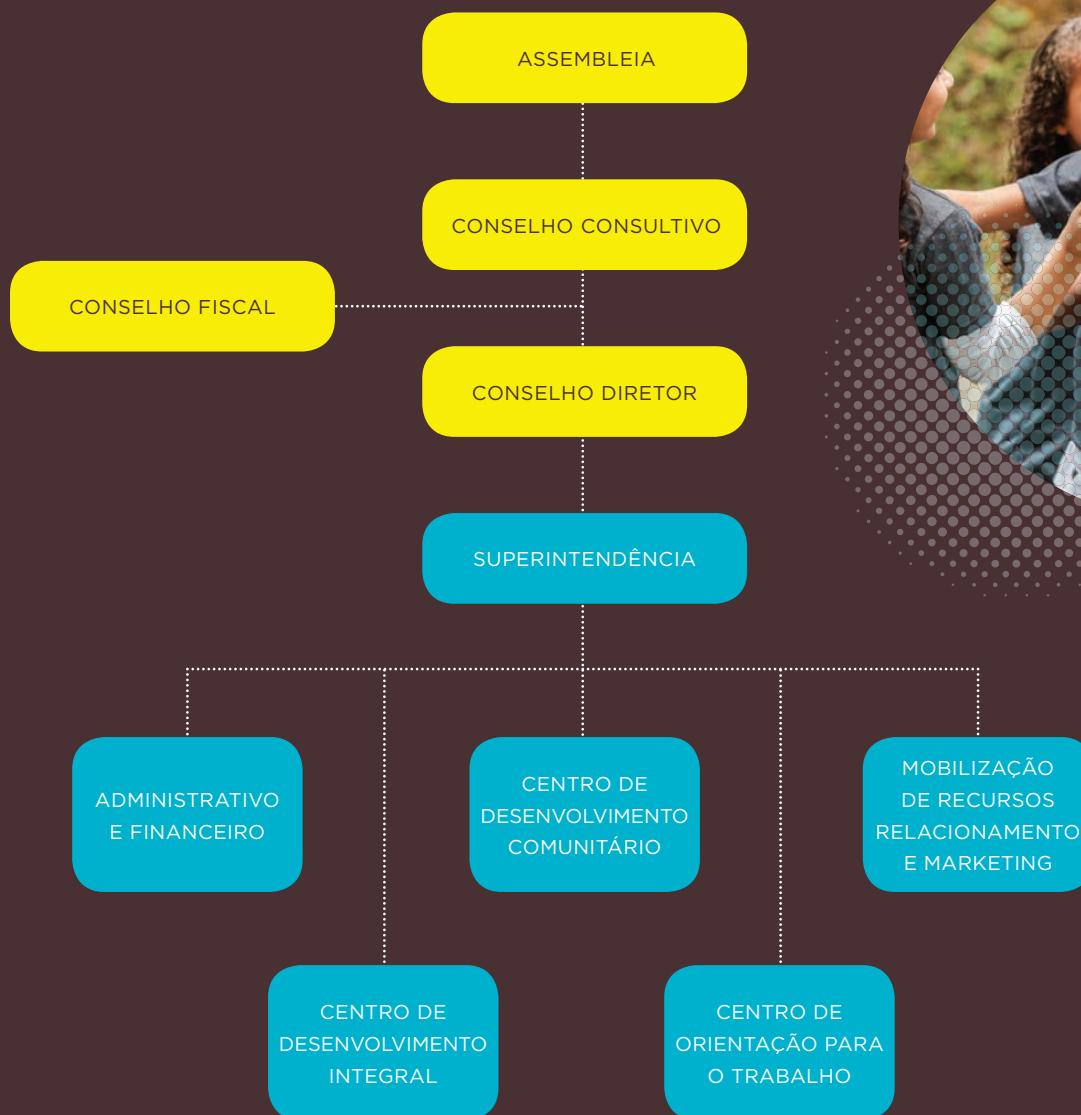 ASSEMBLEIA
CONSELHO CONSULTIVO
CONSELHO FISCAL
CONSELHO DIRETOR
SUPERINTENDÊNCIA
ADMINISTRATIVO
E FINANCEIRO
CENTRO DE
DESENVOLVIMENTO
COMUNITÁRIO
MOBILIZAÇÃO
DE RECURSOS
RELACIONAMENTO
E MARKETING
CENTRO DE
DESENVOLVIMENTO
INTEGRAL
CENTRO DE
ORIENTAÇÃO PARA
O TRABALHO